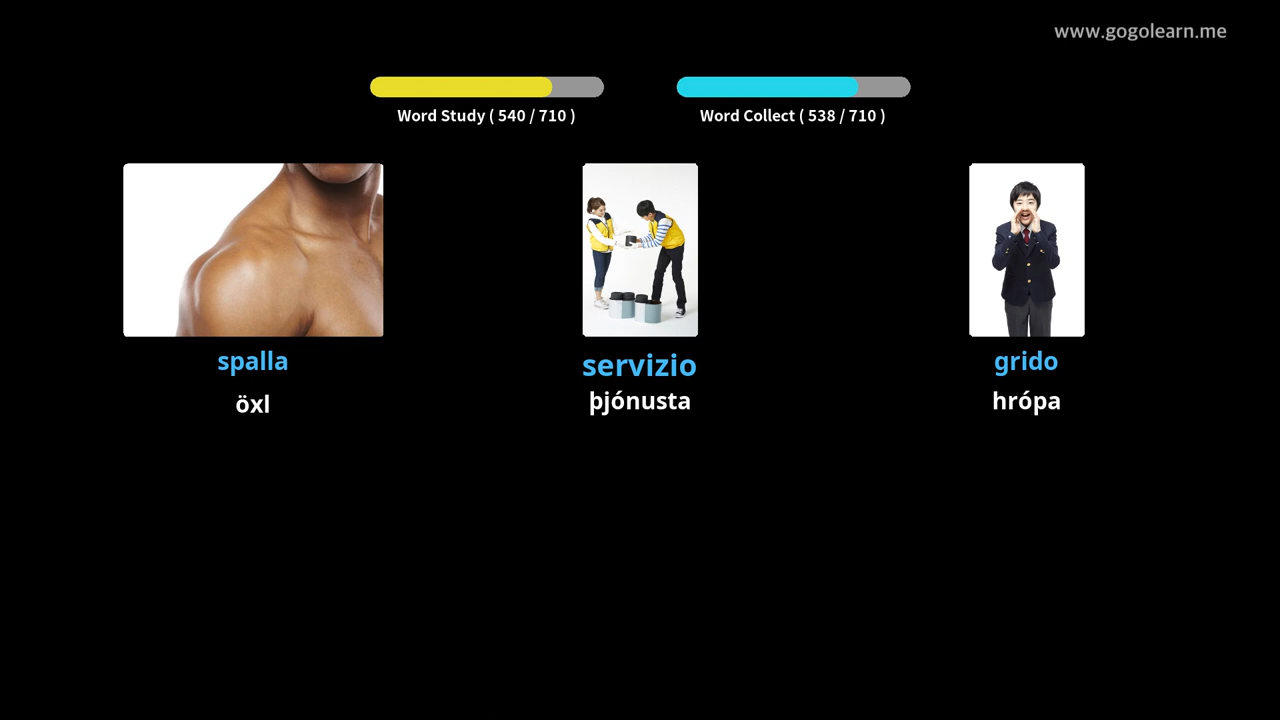 www.gogolearn.me
Word Study ( 540 / 710 )
Word Collect ( 538 / 710 )
spalla
öxl
servizio
þjónusta
grido
hrópa